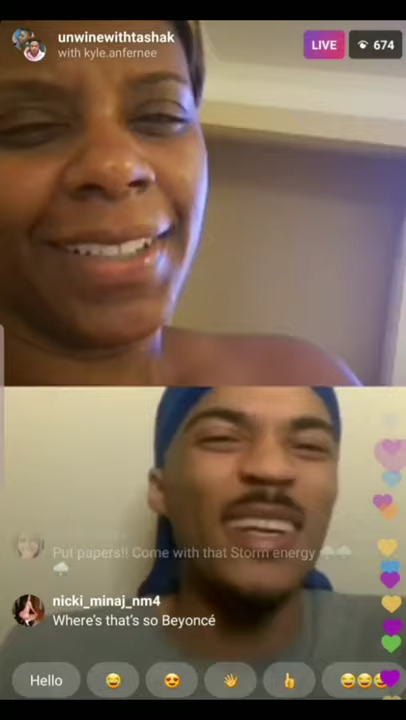 unwinewithtashak
with kyle.anfernee
LIVE
674
Put papers!! Come with that Storm energy
nicki_minaj_nm4
Where's that's so Beyoncé
Hello